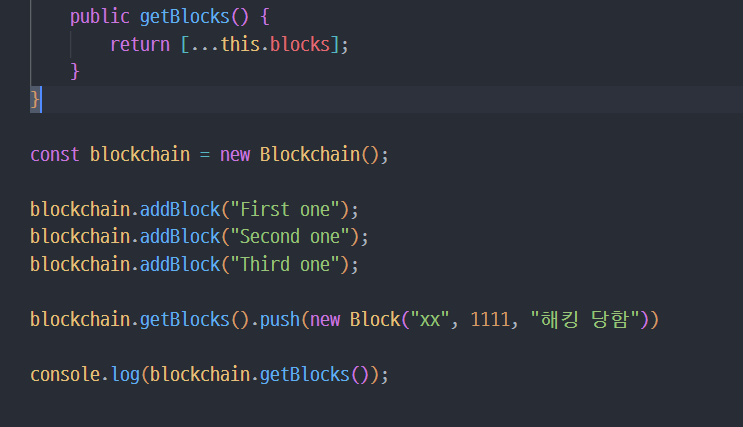 public getBlocks() {
return [...this.blocks];
}
}
const blockchain = new Blockchain();
blockchain.addBlock("First one");
blockchain.addBlock("Second one");
blockchain.addBlock("Third one");
blockchain.getBlocks().push(new Block("xx", 1111, "해킹 당함"))
console.log(blockchain.getBlocks());